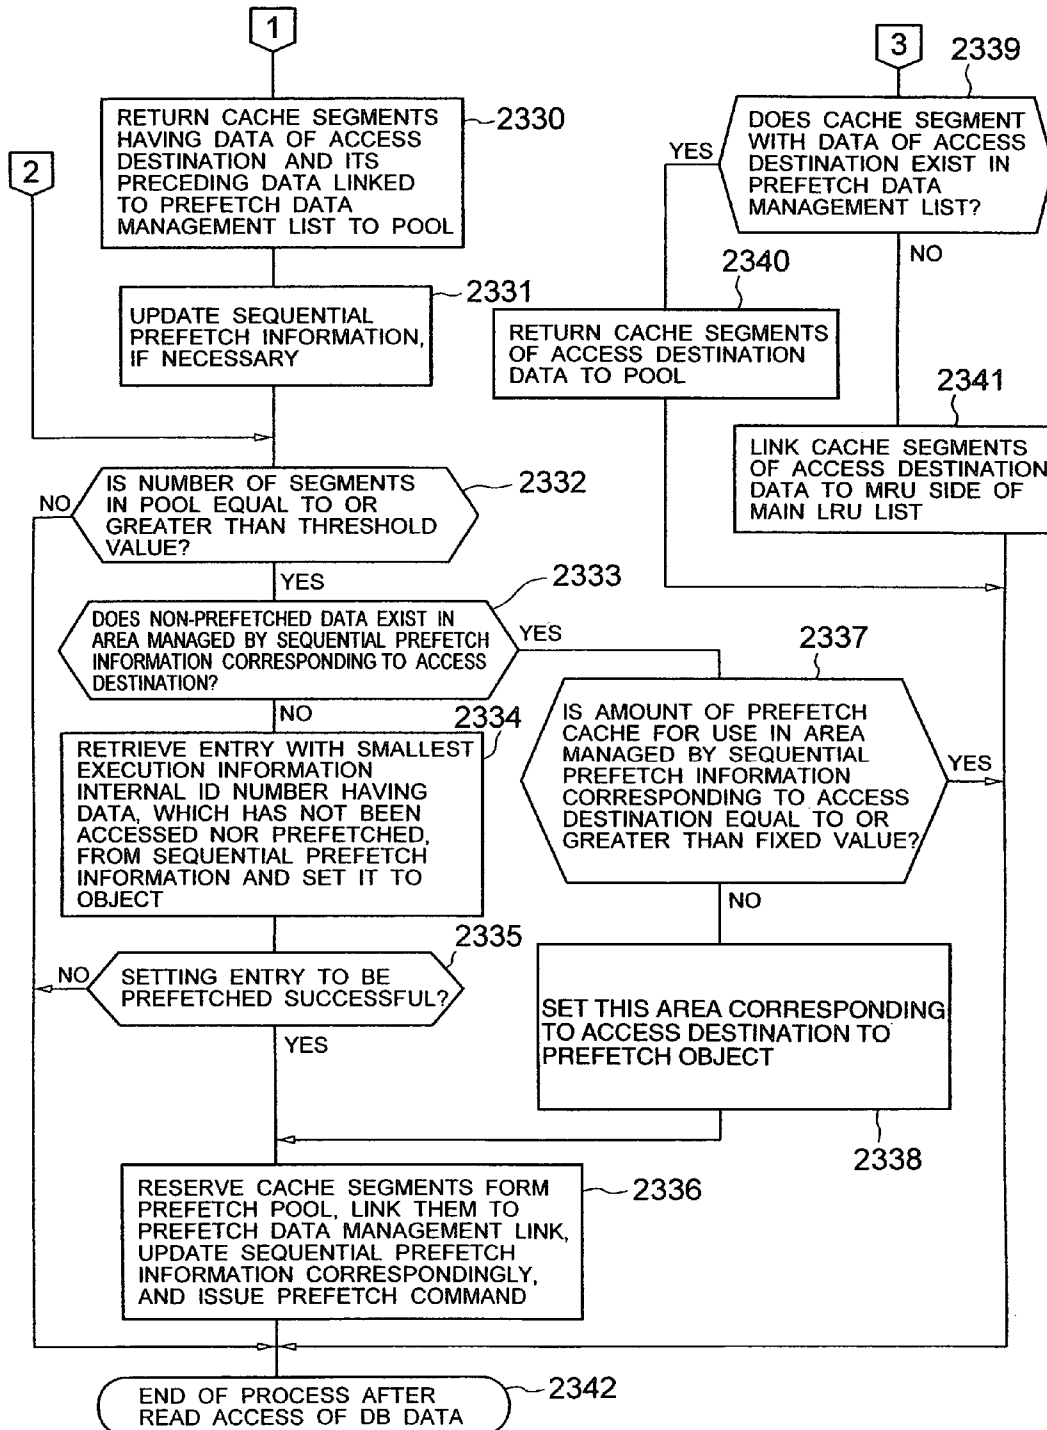 1
RETURN CACHE SEGMENTS
HAVING DATA OF ACCESS
DESTINATION AND ITS
PRECEDING DATA LINKED
TO PREFETCH DATA
MANAGEMENT LIST TO POOL
2330
2
UPDATE SEQUENTIAL
PREFETCH INFORMATION,
IF NECESSARY
2331
IS NUMBER OF SEGMENTS
IN POOL EQUAL TO OR
GREATER THAN THRESHOLD
VALUE?
2332
NO
YES
DOES NON-PREFETCHED DATA EXIST IN
AREA MANAGED BY SEQUENTIAL PREFETCH
INFORMATION CORRESPONDING TO ACCESS
DESTINATION?
2333
YES
NO
RETRIEVE ENTRY WITH SMALLEST
EXECUTION INFORMATION
INTERNAL ID NUMBER HAVING
DATA, WHICH HAS NOT BEEN
ACCESSED NOR PREFETCHED,
FROM SEQUENTIAL PREFETCH
INFORMATION AND SET IT TO
OBJECT
2334
SETTING ENTRY TO BE
PREFETCHED SUCCESSFUL?
2335
NO
YES
RESERVE CACHE SEGMENTS FORM
PREFETCH POOL, LINK THEM TO
PREFETCH DATA MANAGEMENT LINK,
UPDATE SEQUENTIAL PREFETCH
INFORMATION CORRESPONDINGLY,
AND ISSUE PREFETCH COMMAND
2336
END OF PROCESS AFTER
READ ACCESS OF DB DATA
2342
3
DOES CACHE SEGMENT
WITH DATA OF ACCESS
DESTINATION EXIST IN
PREFETCH DATA
MANAGEMENT LIST?
2339
YES
NO
RETURN CACHE SEGMENTS
OF ACCESS DESTINATION
DATA TO POOL
2340
LINK CACHE SEGMENTS
OF ACCESS DESTINATION
DATA TO MRU SIDE OF
MAIN LRU LIST
2341
IS AMOUNT OF PREFETCH
CACHE FOR USE IN AREA
MANAGED BY SEQUENTIAL
PREFETCH INFORMATION
CORRESPONDING TO ACCESS
DESTINATION EQUAL TO OR
GREATER THAN FIXED VALUE?
2337
YES
NO
SET THIS AREA CORRESPONDING
TO ACCESS DESTINATION TO
PREFETCH OBJECT
2338